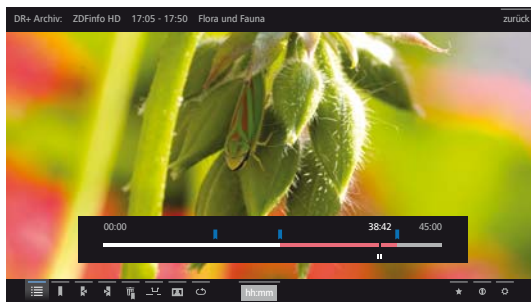 DR+ Archiv: ZDFinfo HD 17:05 - 17:50 Flora und Fauna zurück
00:00 38:42 45:00
hh:mm